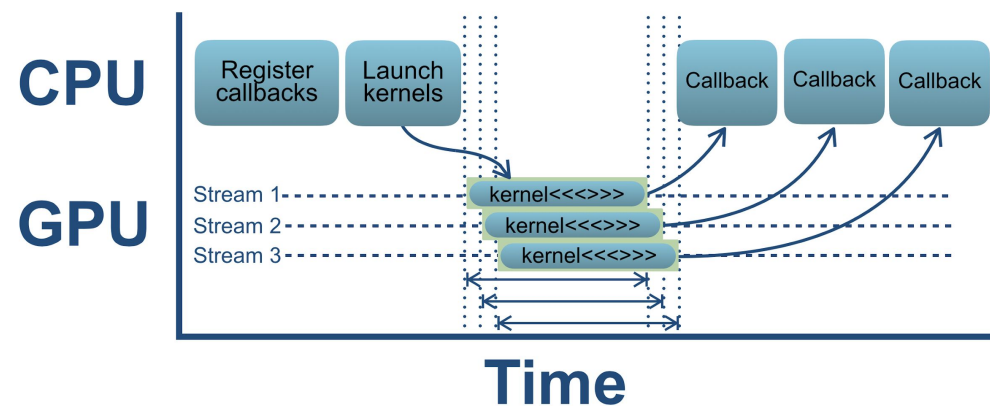 CPU
Register
callbacks
Launch
kernels
Callback
Callback
Callback
GPU
Stream 1
kernel<<<>>>
Stream 2
kernel<<<>>>
Stream 3
kernel<<<>>>
Time